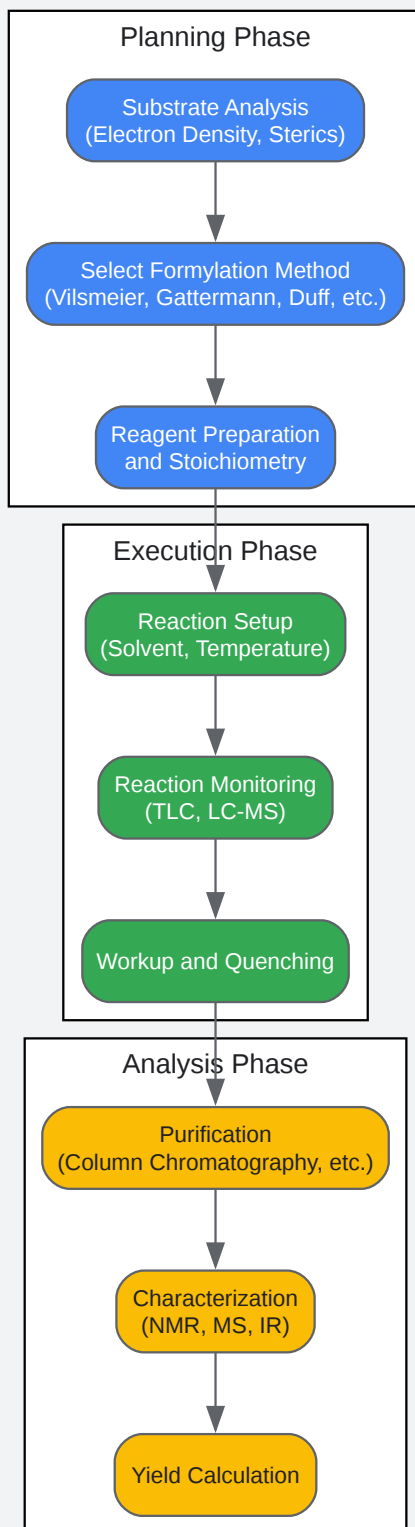 Planning Phase
Substrate Analysis
(Electron Density, Sterics)
Select Formylation Method
(Vilsmeier, Gattermann, Duff, etc.)
Reagent Preparation
and Stoichiometry
Execution Phase
Reaction Setup
(Solvent, Temperature)
Reaction Monitoring
(TLC, LC-MS)
Workup and Quenching
Analysis Phase
Purification
(Column Chromatography, etc.)
Characterization
(NMR, MS, IR)
Yield Calculation